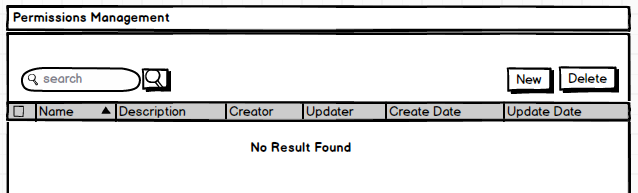 Permissions Management
search
New Delete
Name Description Creator Updater Create Date Update Date
No Result Found